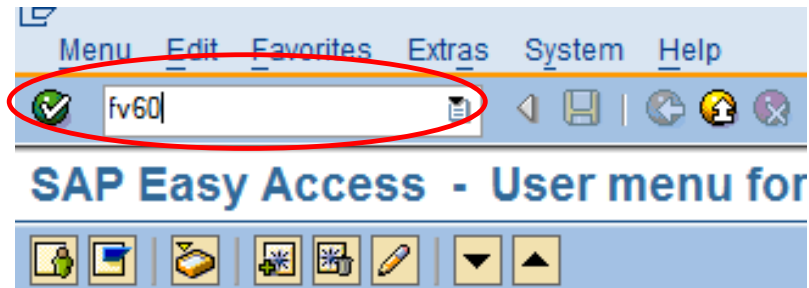 Menu Edit Favorites Extras System Help
fv60
SAP Easy Access - User menu for